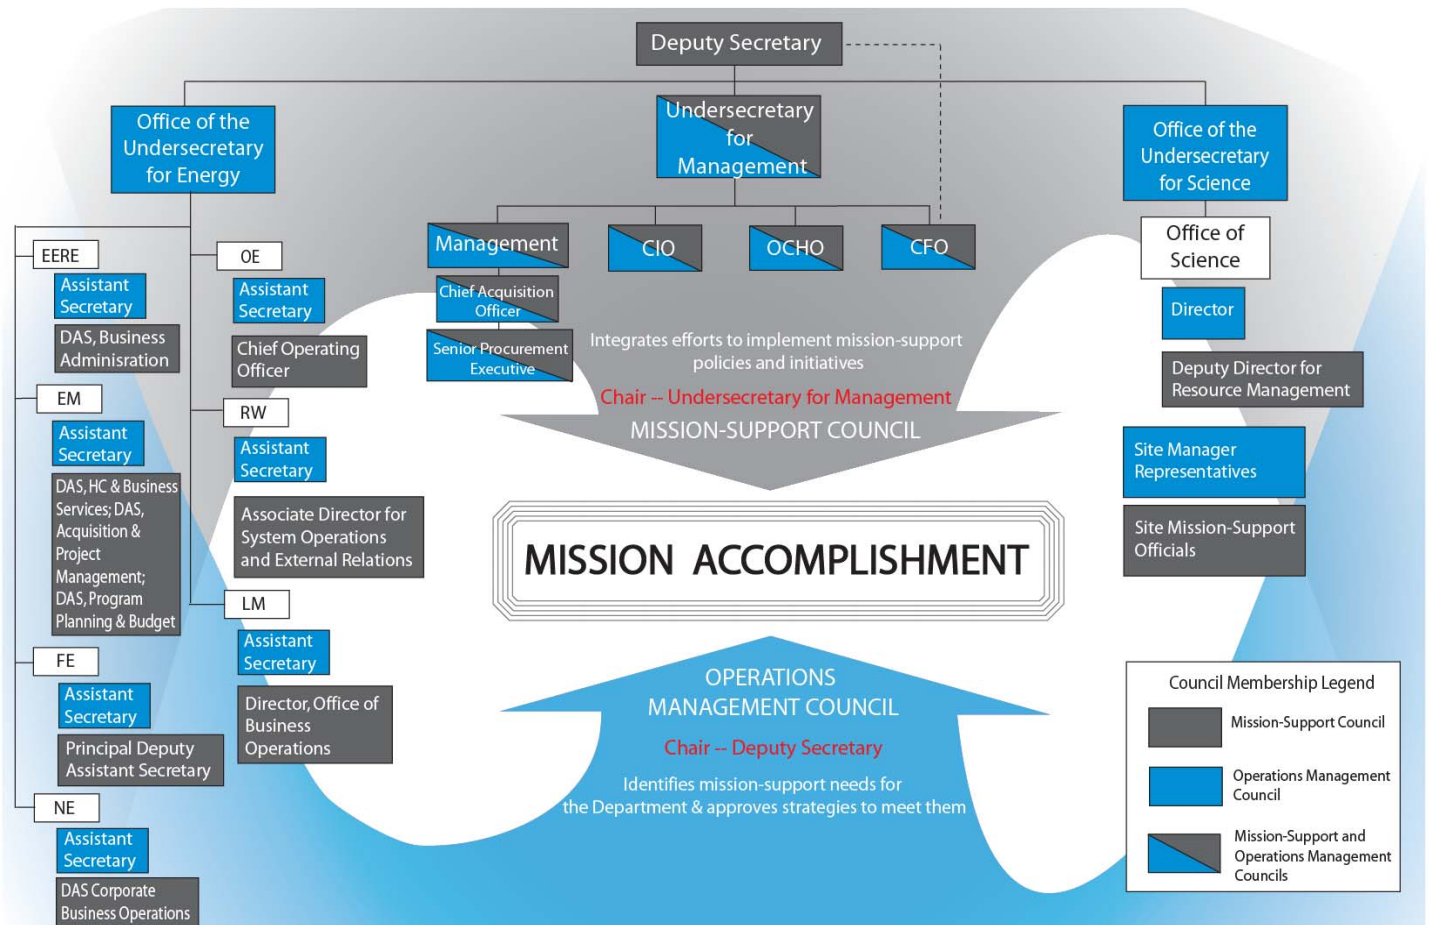 Deputy Secretary
Office of the
Undersecretary
for Energy
Undersecretary
for
Management
Office of the
Undersecretary
for Science
EERE
Assistant
Secretary
DAS, Business
Adminisration
EM
Assistant
Secretary
DAS, HC & Business
Services; DAS,
Acquisition &
Project
Management;
DAS, Program
Planning & Budget
FE
Assistant
Secretary
Principal Deputy
Assistant Secretary
NE
Assistant
Secretary
DAS Corporate
Business Operations
OE
Assistant
Secretary
Chief Operating
Officer
RW
Assistant
Secretary
Associate Director for
System Operations
and External Relations
LM
Assistant
Secretary
Director, Office of
Business
Operations
Management
Chief Acquisition
Officer
Senior Procurement
Executive
CIO
OCHO
CFO
Office of
Science
Director
Deputy Director for
Resource Management
Site Manager
Representatives
Site Mission-Support
Officials
Integrates efforts to implement mission-support
policies and initiatives
Chair -- Undersecretary for Management
MISSION-SUPPORT COUNCIL
MISSION ACCOMPLISHMENT
OPERATIONS
MANAGEMENT COUNCIL
Chair -- Deputy Secretary
Identifies mission-support needs for
the Department & approves strategies to meet them
Council Membership Legend
Mission-Support Council
Operations Management
Council
Mission-Support and
Operations Management
Councils